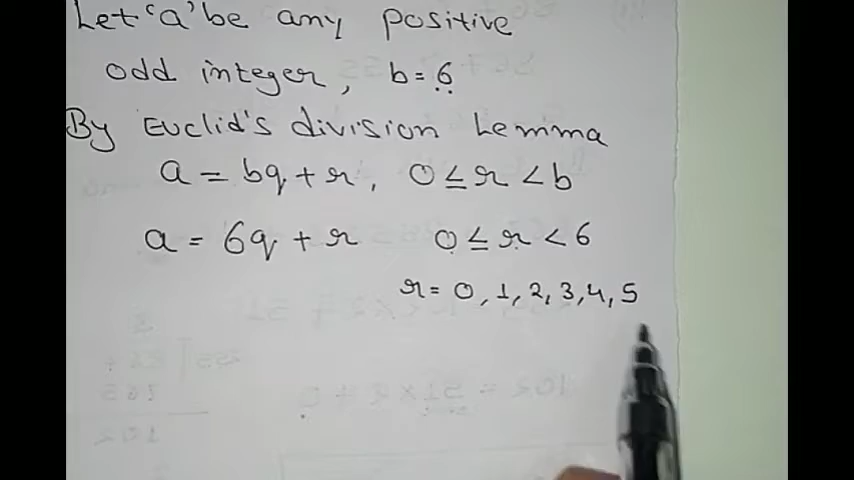 Let 'a' be any positive
odd integer, b = 6
By Euclid's division Lemma
a = bq + r, 0 ≤ r < b
a = 6q + r 0 ≤ r < 6
r = 0, 1, 2, 3, 4, 5